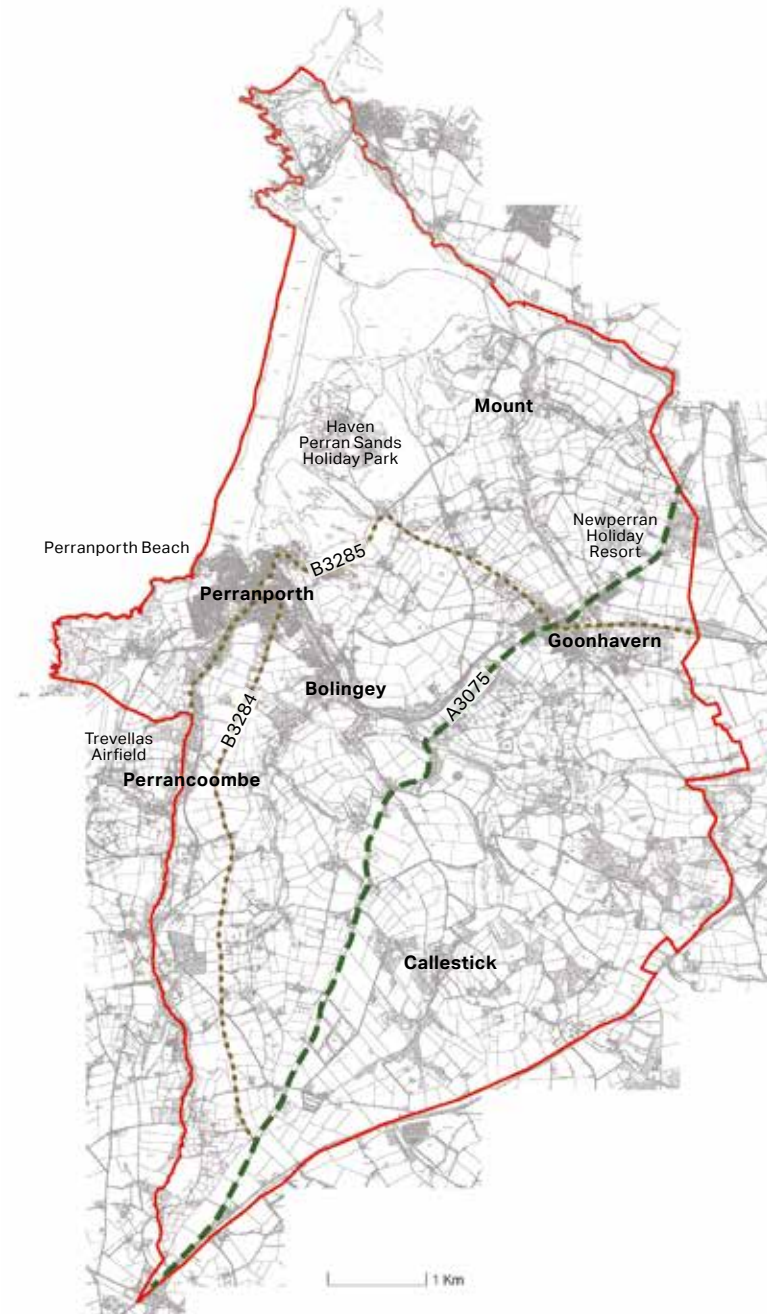 Mount
Haven
Perran Sands
Holiday Park
Newperran
Holiday
Resort
Perranporth Beach
B3285
Perranporth
Goonhavern
Bolingey
A3075
B3284
Trevellas
Airfield
Perrancoombe
Callestick
1 Km